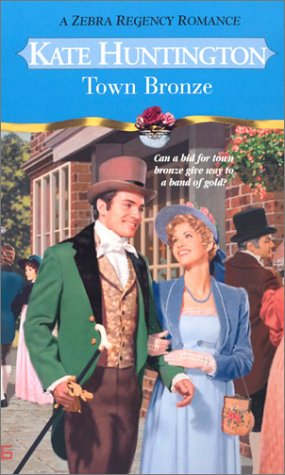 A ZEBRA REGENCY ROMANCE
KATE HUNTINGTON
Town Bronze
Can a bid for town
bronze give way to
a band of gold?